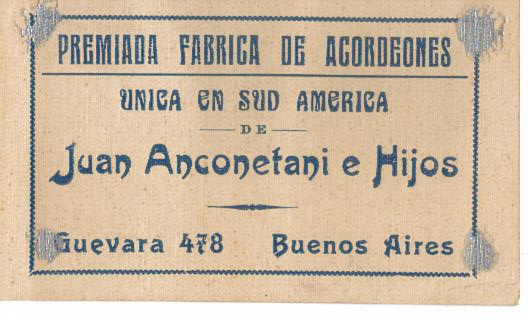 PREMIADA FABRICA DE ACORDEONES
UNICA EN SUD AMERICA
DE
Juan Anconetani e Hijos
Guevara 478 Buenos Aires